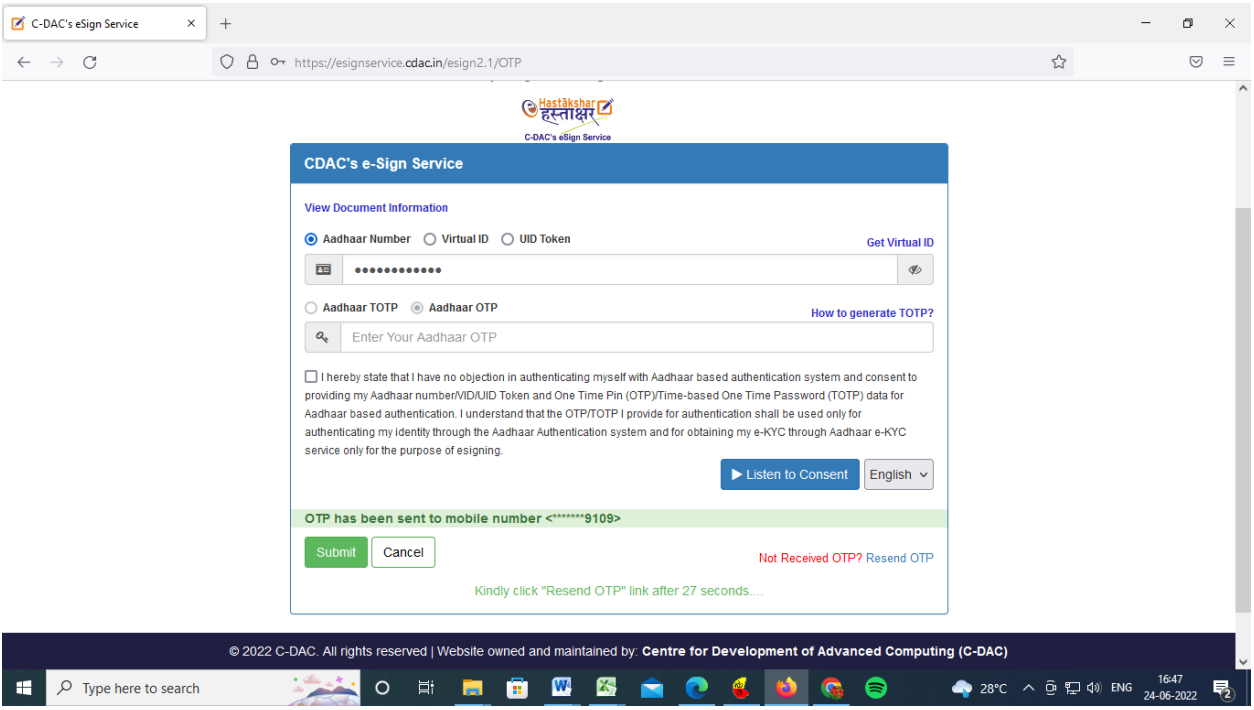 C-DAC's eSign Service
https://esignservice.cdac.in/esign2.1/OTP
Hastākshar
हस्ताक्षर
C-DAC's eSign Service
CDAC's e-Sign Service
View Document Information
Aadhaar Number Virtual ID UID Token
Get Virtual ID
Aadhaar TOTP Aadhaar OTP
How to generate TOTP?
Enter Your Aadhaar OTP
I hereby state that I have no objection in authenticating myself with Aadhaar based authentication system and consent to
providing my Aadhaar number/VID/UID Token and One Time Pin (OTP)/Time-based One Time Password (TOTP) data for
Aadhaar based authentication. I understand that the OTP/TOTP I provide for authentication shall be used only for
authenticating my identity through the Aadhaar Authentication system and for obtaining my e-KYC through Aadhaar e-KYC
service only for the purpose of esigning.
Listen to Consent English
OTP has been sent to mobile number <*******9109>
Submit Cancel
Not Received OTP? Resend OTP
Kindly click "Resend OTP" link after 27 seconds....
© 2022 C-DAC. All rights reserved | Website owned and maintained by: Centre for Development of Advanced Computing (C-DAC)
Type here to search
28°C ENG
16:47
24-06-2022
2